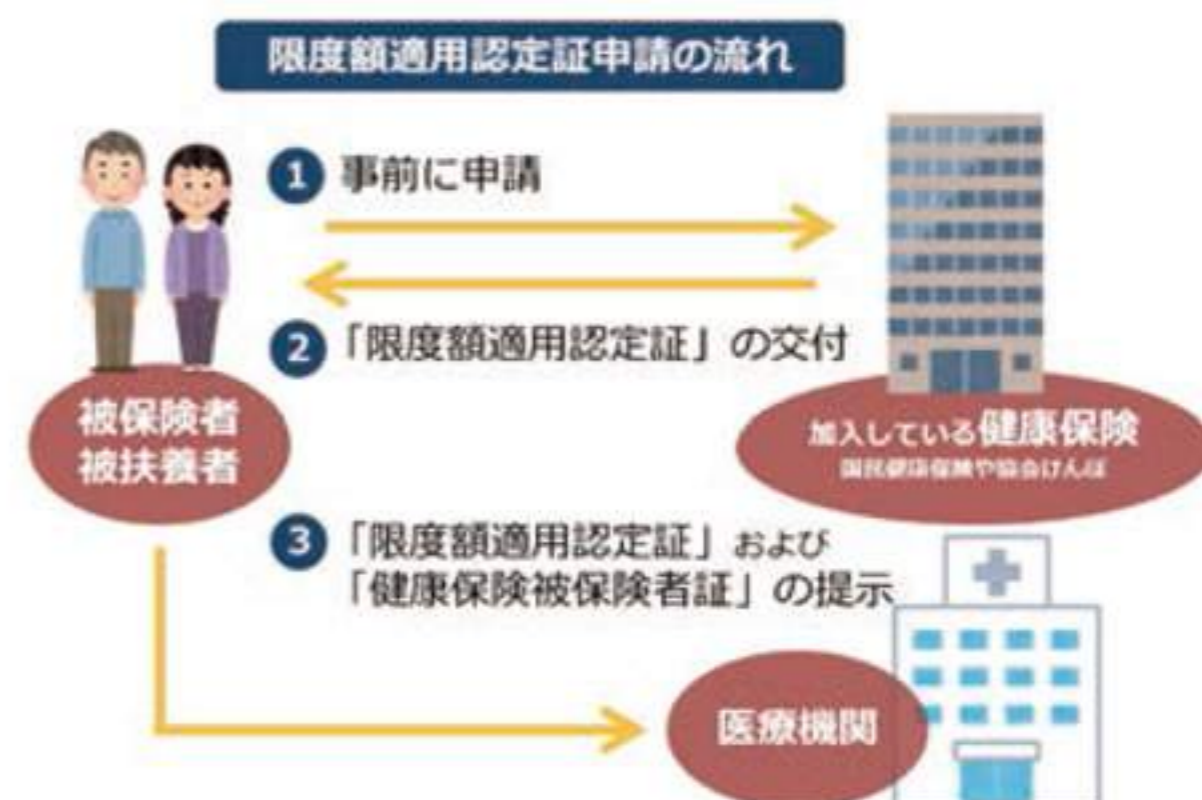 限度額適用認定証申請の流れ
1 事前に申請
2 「限度額適用認定証」の交付
被保険者
被扶養者
加入している健康保険
国民健康保険や協会けんぽ
3 「限度額適用認定証」および
「健康保険被保険者証」の提示
医療機関